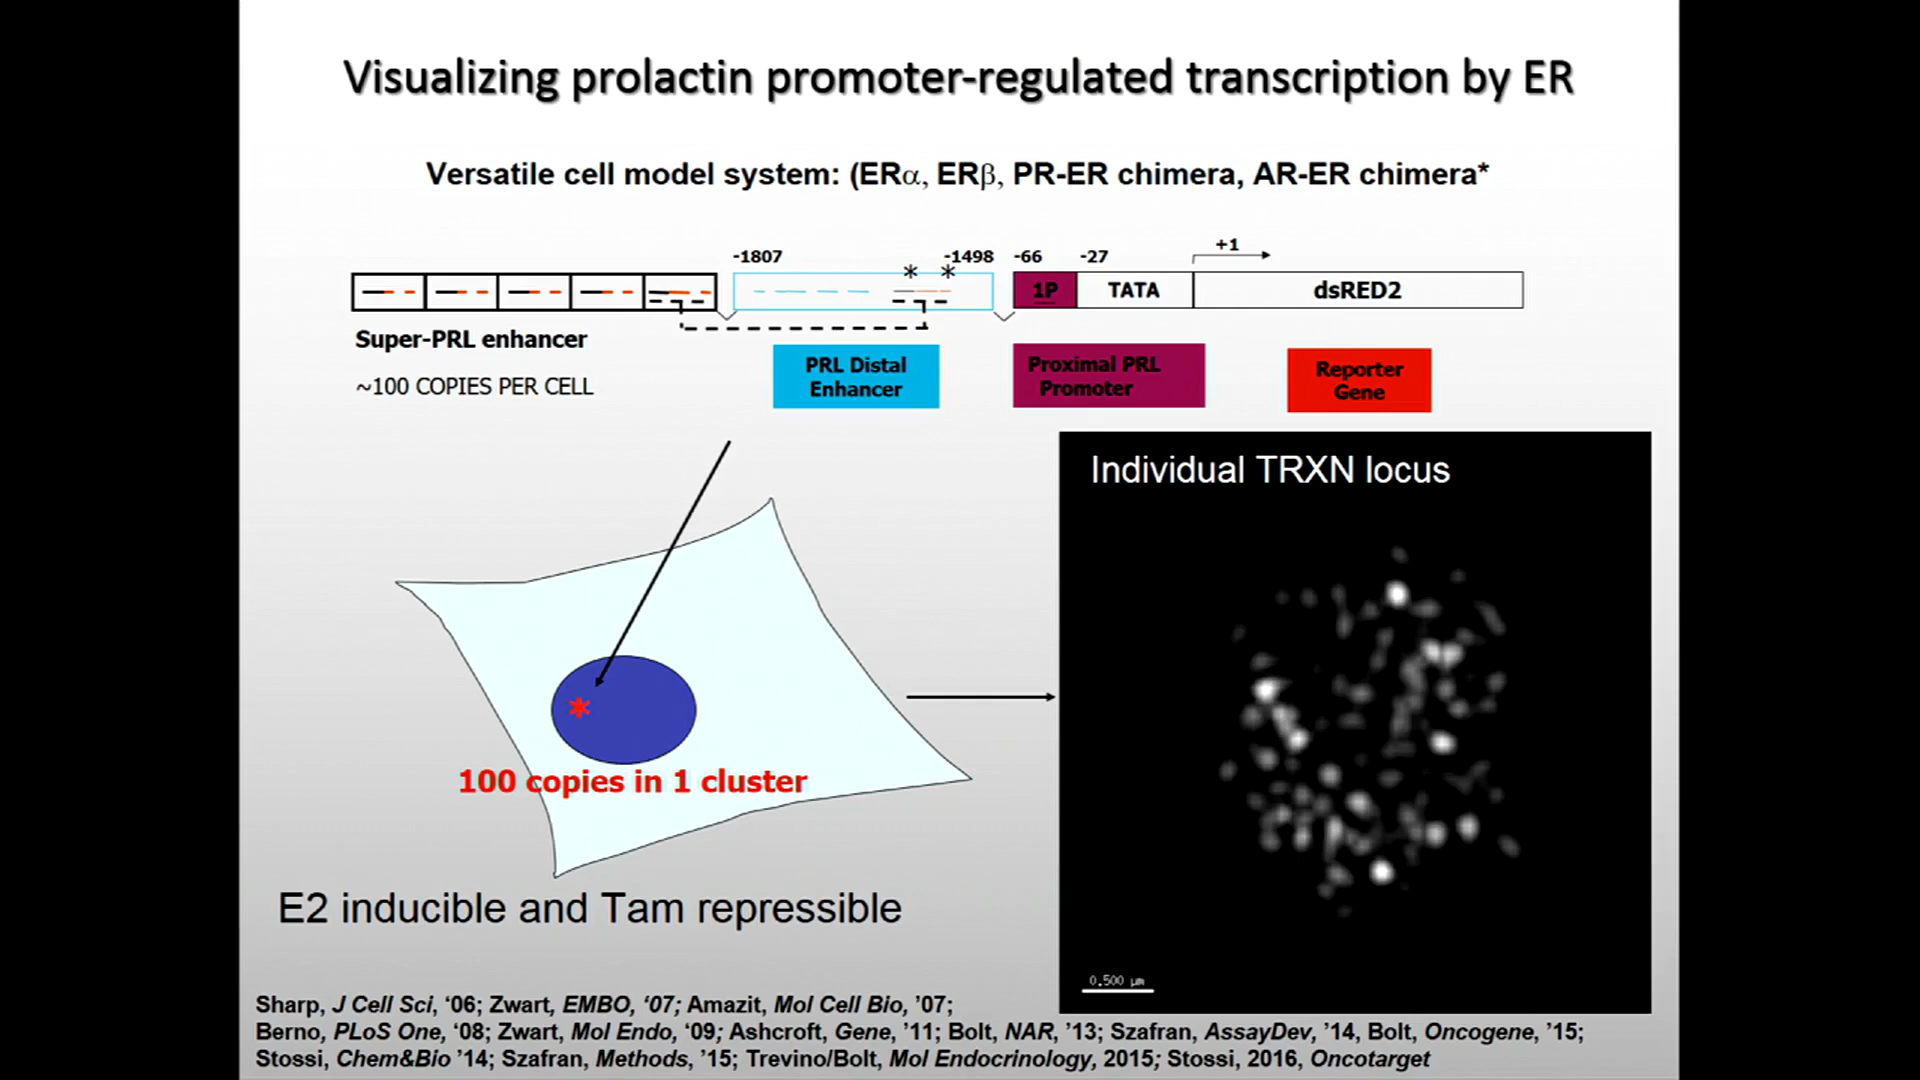 Visualizing prolactin promoter-regulated transcription by ER
Versatile cell model system: (ERα, ERβ, PR-ER chimera, AR-ER chimera*
-1807 -1498 -66 -27 +1
* *
1P TATA dsRED2
Super-PRL enhancer
~100 COPIES PER CELL
PRL Distal
Enhancer
Proximal PRL
Promoter
Reporter
Gene
Individual TRXN locus
*
100 copies in 1 cluster
E2 inducible and Tam repressible
0.500 µm
Sharp, J Cell Sci, ‘06; Zwart, EMBO, ‘07; Amazit, Mol Cell Bio, ’07;
Berno, PLoS One, ‘08; Zwart, Mol Endo, ‘09; Ashcroft, Gene, ’11; Bolt, NAR, ’13; Szafran, AssayDev, ’14, Bolt, Oncogene, ’15;
Stossi, Chem&Bio ’14; Szafran, Methods, ’15; Trevino/Bolt, Mol Endocrinology, 2015; Stossi, 2016, Oncotarget